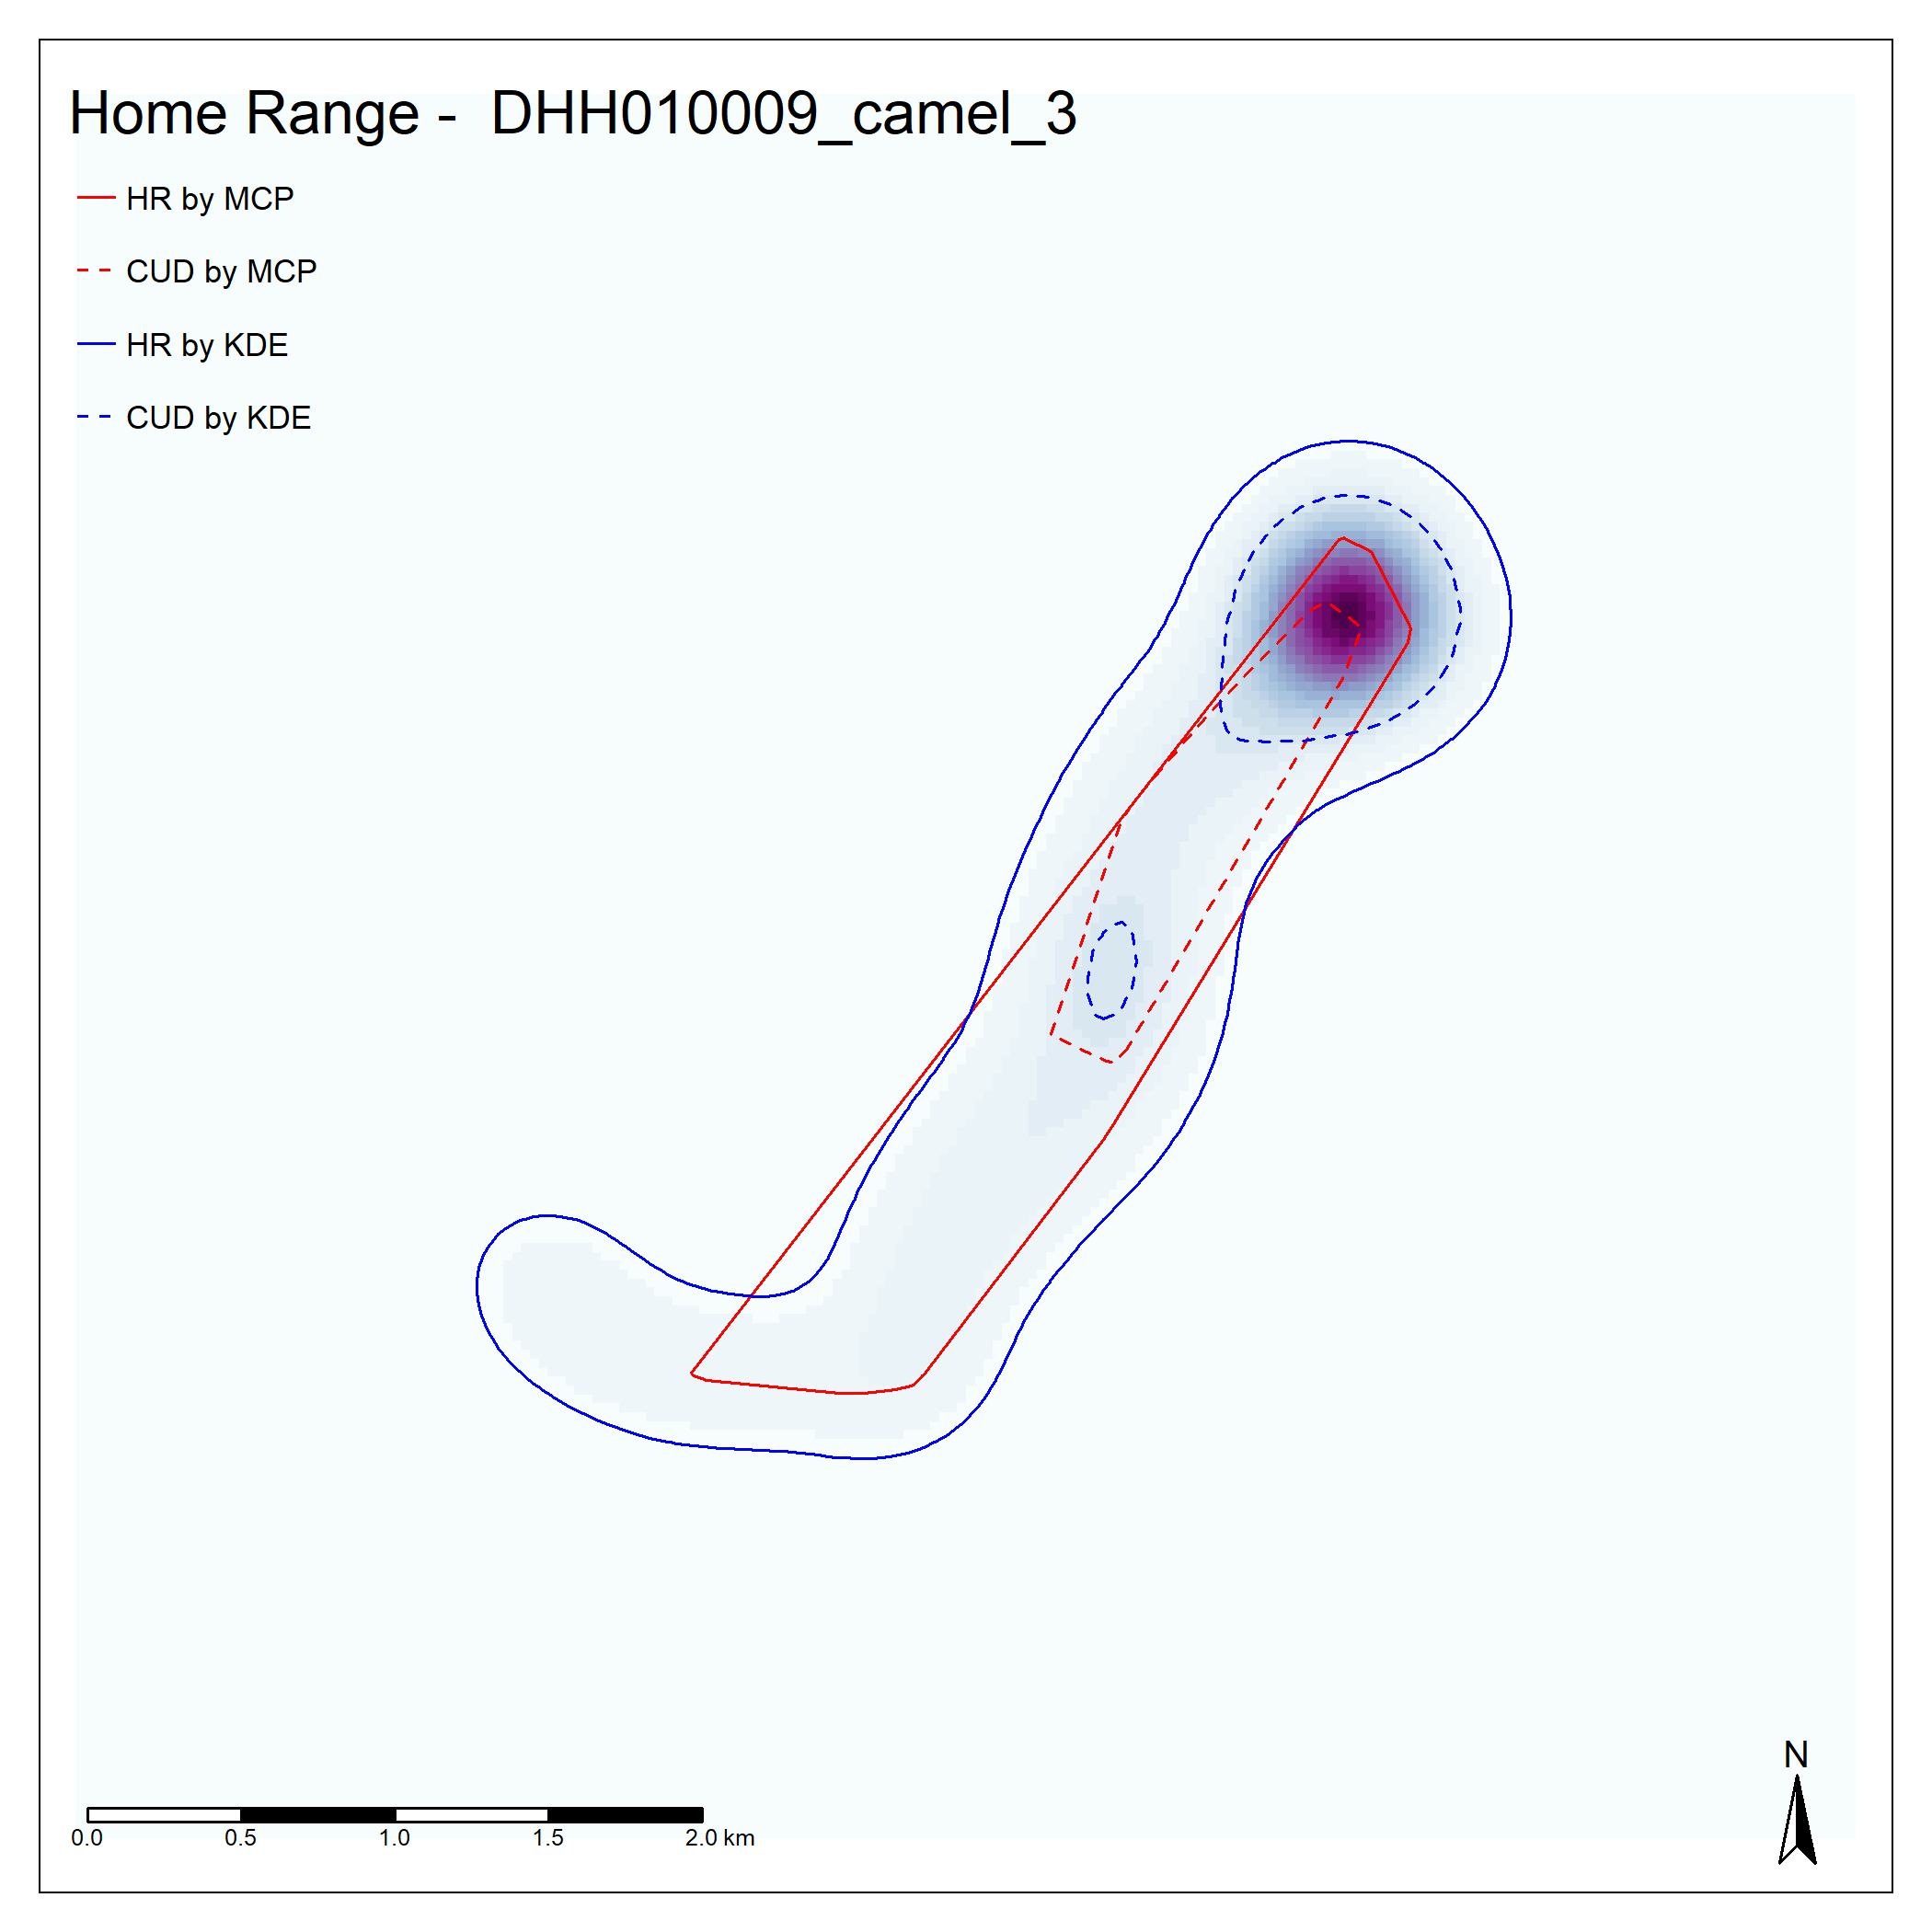 Home Range -  DHH010009_camel_3
HR by MCP
CUD by MCP
HR by KDE
CUD by KDE
N
0.0 0.5 1.0 1.5 2.0 km